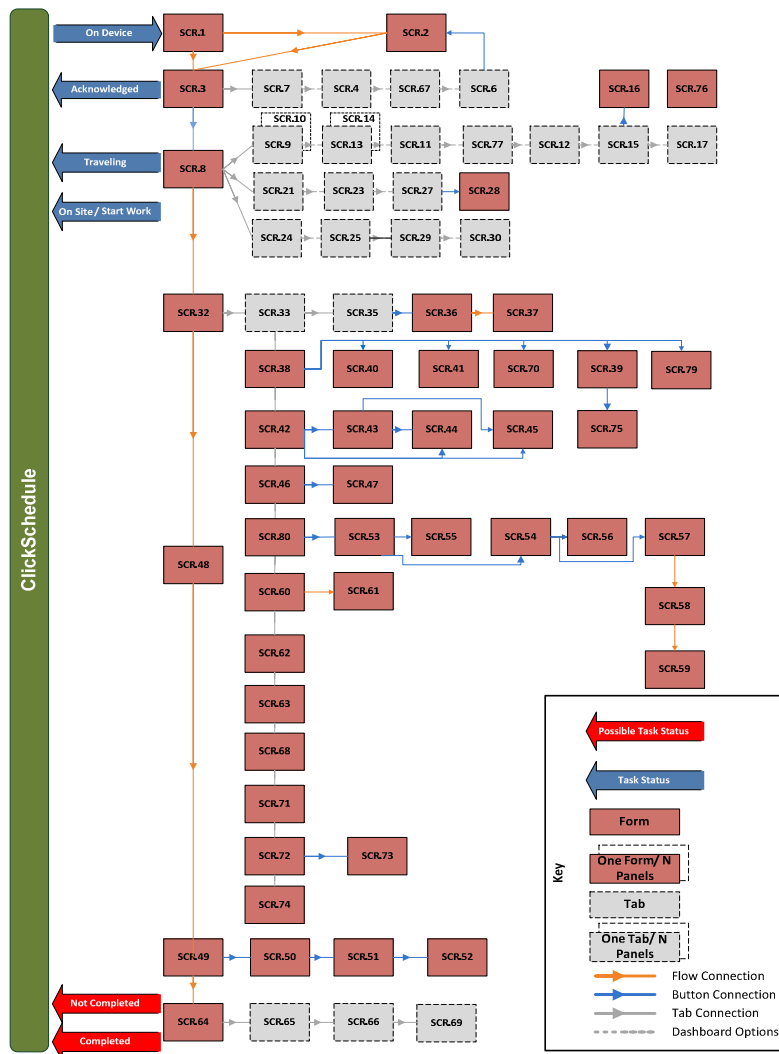 ClickSchedule
On Device
SCR.1
SCR.2
Acknowledged
SCR.3
SCR.7
SCR.4
SCR.67
SCR.6
SCR.16
SCR.76
SCR.10
SCR.14
Traveling
SCR.8
SCR.9
SCR.13
SCR.11
SCR.77
SCR.12
SCR.15
SCR.17
SCR.21
SCR.23
SCR.27
SCR.28
On Site/ Start Work
SCR.24
SCR.25
SCR.29
SCR.30
SCR.32
SCR.33
SCR.35
SCR.36
SCR.37
SCR.38
SCR.40
SCR.41
SCR.70
SCR.39
SCR.79
SCR.42
SCR.43
SCR.44
SCR.45
SCR.75
SCR.46
SCR.47
SCR.80
SCR.53
SCR.55
SCR.54
SCR.56
SCR.57
SCR.48
SCR.60
SCR.61
SCR.58
SCR.62
SCR.59
SCR.63
SCR.68
SCR.71
SCR.72
SCR.73
SCR.74
SCR.49
SCR.50
SCR.51
SCR.52
Not Completed
SCR.64
SCR.65
SCR.66
SCR.69
Completed
Key
Possible Task Status
Task Status
Form
One Form/ N
Panels
Tab
One Tab/ N
Panels
Flow Connection
Button Connection
Tab Connection
Dashboard Options